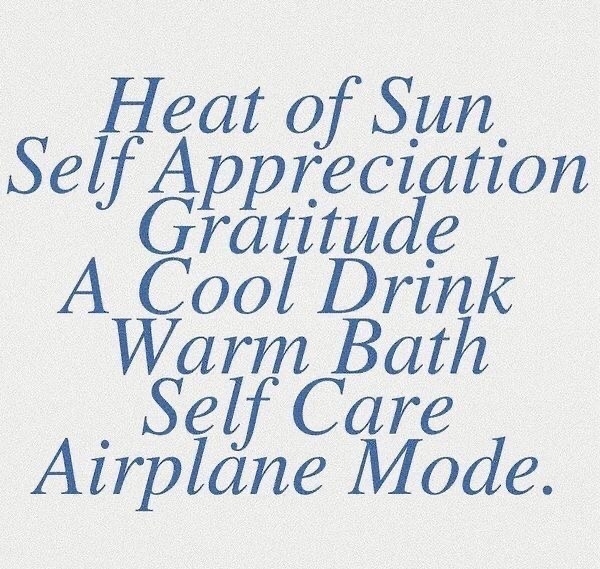 Heat of Sun
Self Appreciation
Gratitude
A Cool Drink
Warm Bath
Self Care
Airplane Mode.